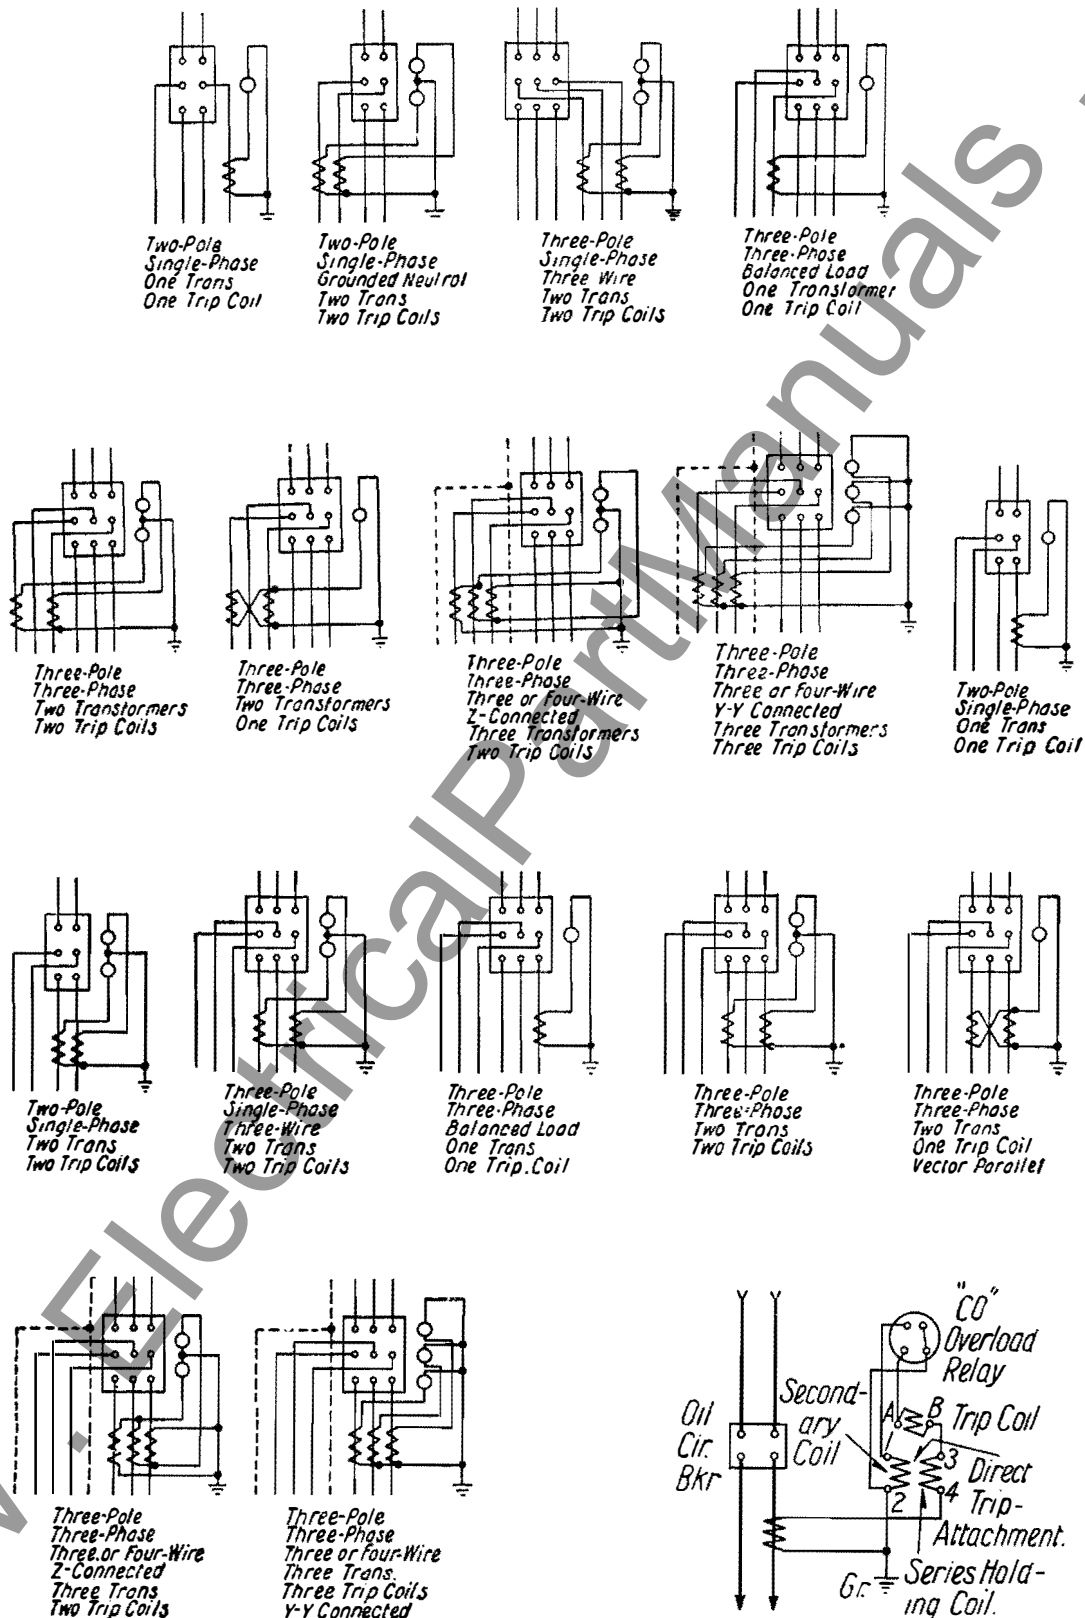 Two-Pole
Single-Phase
One Trans
One Trip Coil
Two-Pole
Single-Phase
Grounded Neutral
Two Trans
Two Trip Coils
Three-Pole
Single-Phase
Three Wire
Two Trans
Two Trip Coils
Three-Pole
Three-Phase
Balanced Load
One Transformer
One Trip Coil
Three-Pole
Three-Phase
Two Transformers
Two Trip Coils
Three-Pole
Three-Phase
Two Transformers
One Trip Coils
Three-Pole
Three-Phase
Three or Four-Wire
Z-Connected
Three Transformers
Two Trip Coils
Three-Pole
Three-Phase
Three or Four-Wire
Y-Y Connected
Three Transformers
Three Trip Coils
Two-Pole
Single-Phase
One Trans
One Trip Coil
Two-Pole
Single-Phase
Two Trans
Two Trip Coils
Three-Pole
Single-Phase
Three-Wire
Two Trans
Two Trip Coils
Three-Pole
Three-Phase
Balanced Load
One Trans
One Trip.Coil
Three-Pole
Three-Phase
Two Trans
Two Trip Coils
Three-Pole
Three-Phase
Two Trans
One Trip Coil
Vector Parallel
Three-Pole
Three-Phase
Three or Four-Wire
Z-Connected
Three Trans
Two Trip Coils
Three-Pole
Three-Phase
Three or Four-Wire
Three Trans.
Three Trip Coils
Y-Y Connected
"CO"
Overload
Relay
Oil
Cir.
Bkr
Second-
ary
Coil
A
B
Trip Coil
3
2
4
Direct
Trip-
Attachment.
Gr.
Series Hold-
ing Coil.
. ElectricalPartManuals